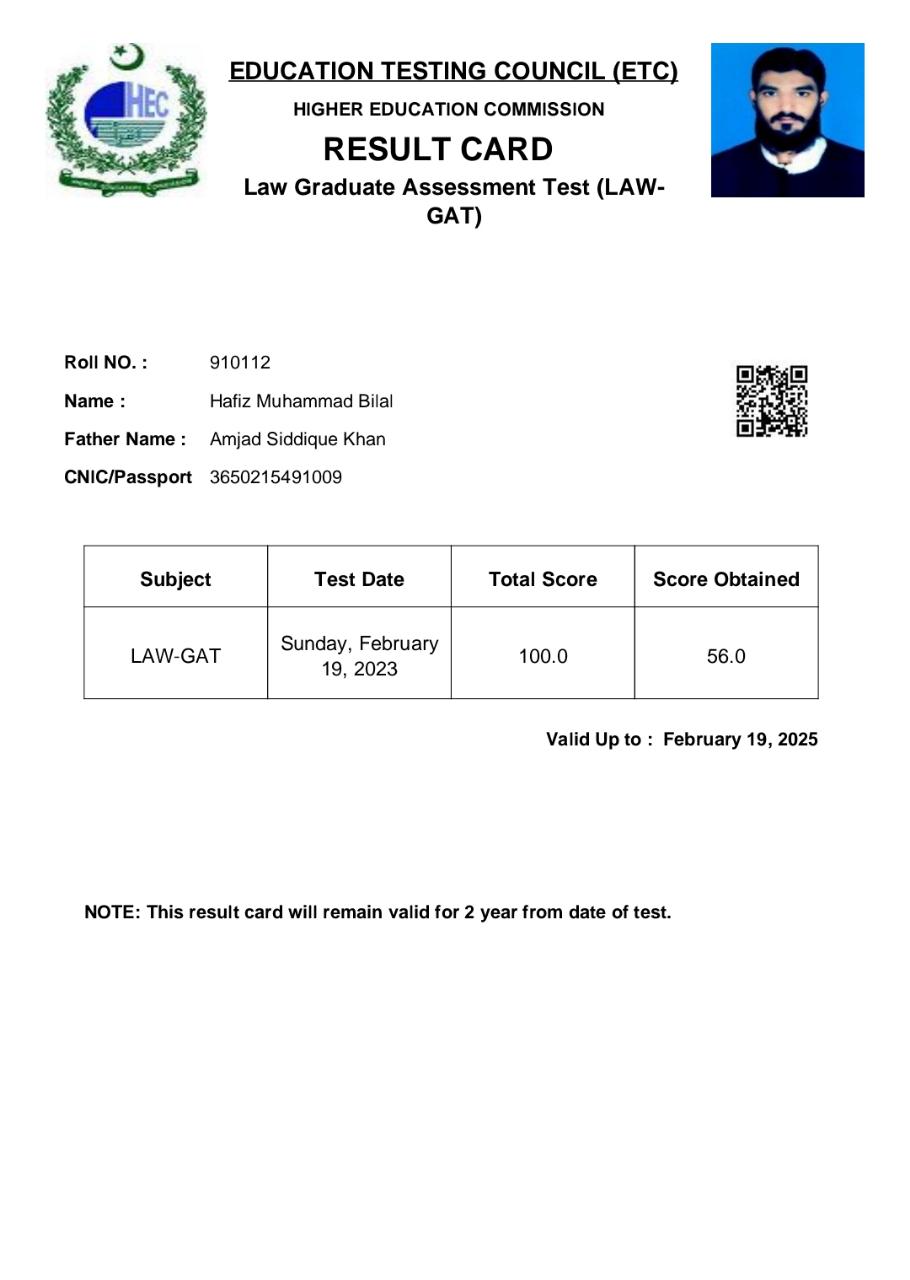 HEC
HIGHER EDUCATION COMMISSION
EDUCATION TESTING COUNCIL (ETC)
HIGHER EDUCATION COMMISSION
RESULT CARD
Law Graduate Assessment Test (LAW-
GAT)
Roll NO. : 910112
Name : Hafiz Muhammad Bilal
Father Name : Amjad Siddique Khan
CNIC/Passport 3650215491009
Subject Test Date Total Score Score Obtained
LAW-GAT Sunday, February 19, 2023 100.0 56.0
Valid Up to : February 19, 2025
NOTE: This result card will remain valid for 2 year from date of test.